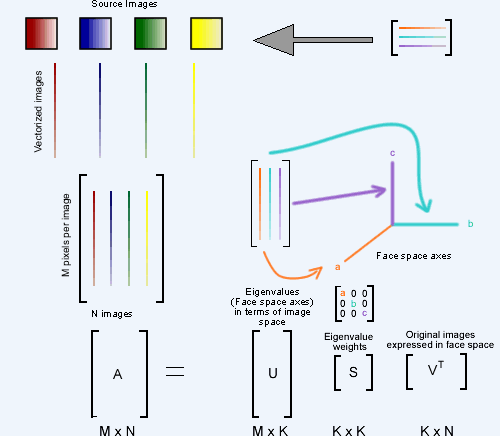 Source Images
Vectorized images
M pixels per image
N images
c
b
a
Face space axes
Eigenvalues
(Face space axes)
in terms of image
space
a 0 0
0 b 0
0 0 c
Eigenvalue
weights
Original images
expressed in face space
A
=
U
S
V^T
M x N
M x K
K x K
K x N